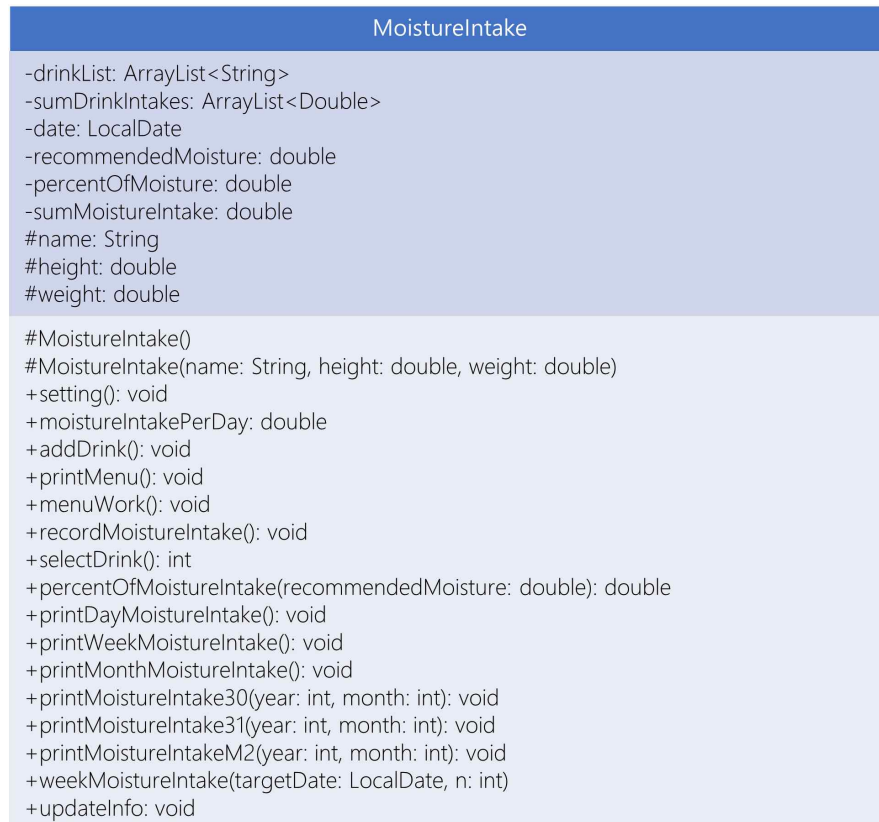 MoistureIntake
-drinkList: ArrayList<String>
-sumDrinkIntakes: ArrayList<Double>
-date: LocalDate
-recommendedMoisture: double
-percentOfMoisture: double
-sumMoistureIntake: double
#name: String
#height: double
#weight: double
#MoistureIntake()
#MoistureIntake(name: String, height: double, weight: double)
+setting(): void
+moistureIntakePerDay: double
+addDrink(): void
+printMenu(): void
+menuWork(): void
+recordMoistureIntake(): void
+selectDrink(): int
+percentOfMoistureIntake(recommendedMoisture: double): double
+printDayMoistureIntake(): void
+printWeekMoistureIntake(): void
+printMonthMoistureIntake(): void
+printMoistureIntake30(year: int, month: int): void
+printMoistureIntake31(year: int, month: int): void
+printMoistureIntakeM2(year: int, month: int): void
+weekMoistureIntake(targetDate: LocalDate, n: int)
+updateInfo: void